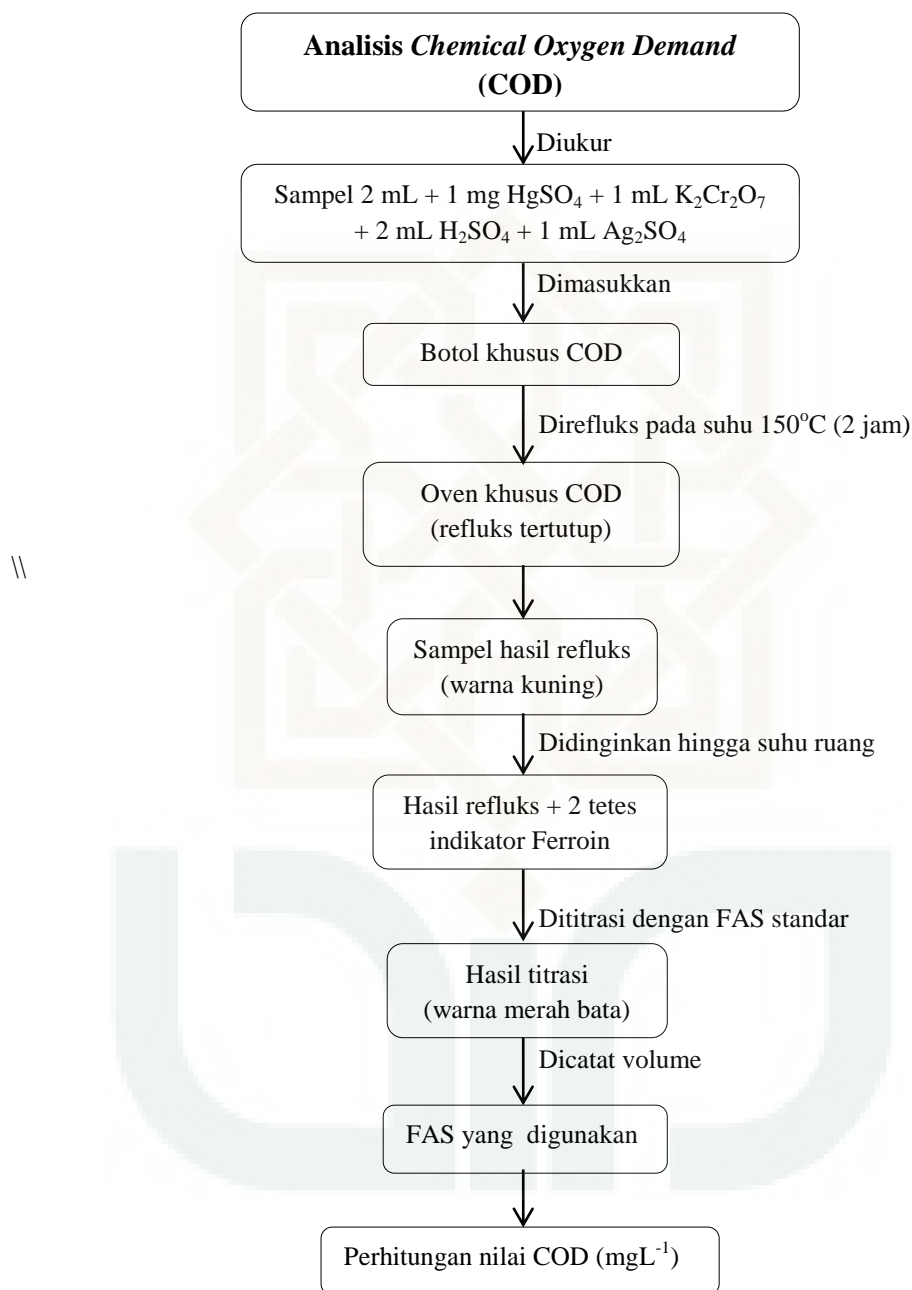 Analisis Chemical Oxygen Demand
(COD)
Diukur
Sampel 2 mL + 1 mg HgSO₄ + 1 mL K₂Cr₂O₇
+ 2 mL H₂SO₄ + 1 mL Ag₂SO₄
Dimasukkan
Botol khusus COD
Direfluks pada suhu 150°C (2 jam)
Oven khusus COD
(refluks tertutup)
\\
Sampel hasil refluks
(warna kuning)
Didinginkan hingga suhu ruang
Hasil refluks + 2 tetes
indikator Ferroin
Dititrasi dengan FAS standar
Hasil titrasi
(warna merah bata)
Dicatat volume
FAS yang  digunakan
Perhitungan nilai COD (mgL⁻¹)